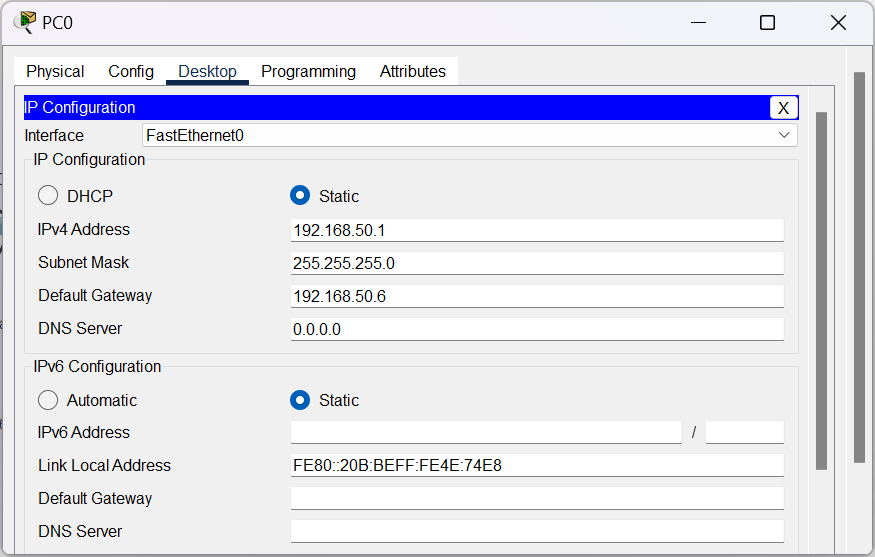 PC0
Physical Config Desktop Programming Attributes
IP Configuration X
Interface FastEthernet0
IP Configuration
DHCP Static
IPv4 Address 192.168.50.1
Subnet Mask 255.255.255.0
Default Gateway 192.168.50.6
DNS Server 0.0.0.0
IPv6 Configuration
Automatic Static
IPv6 Address /
Link Local Address FE80::20B:BEFF:FE4E:74E8
Default Gateway
DNS Server